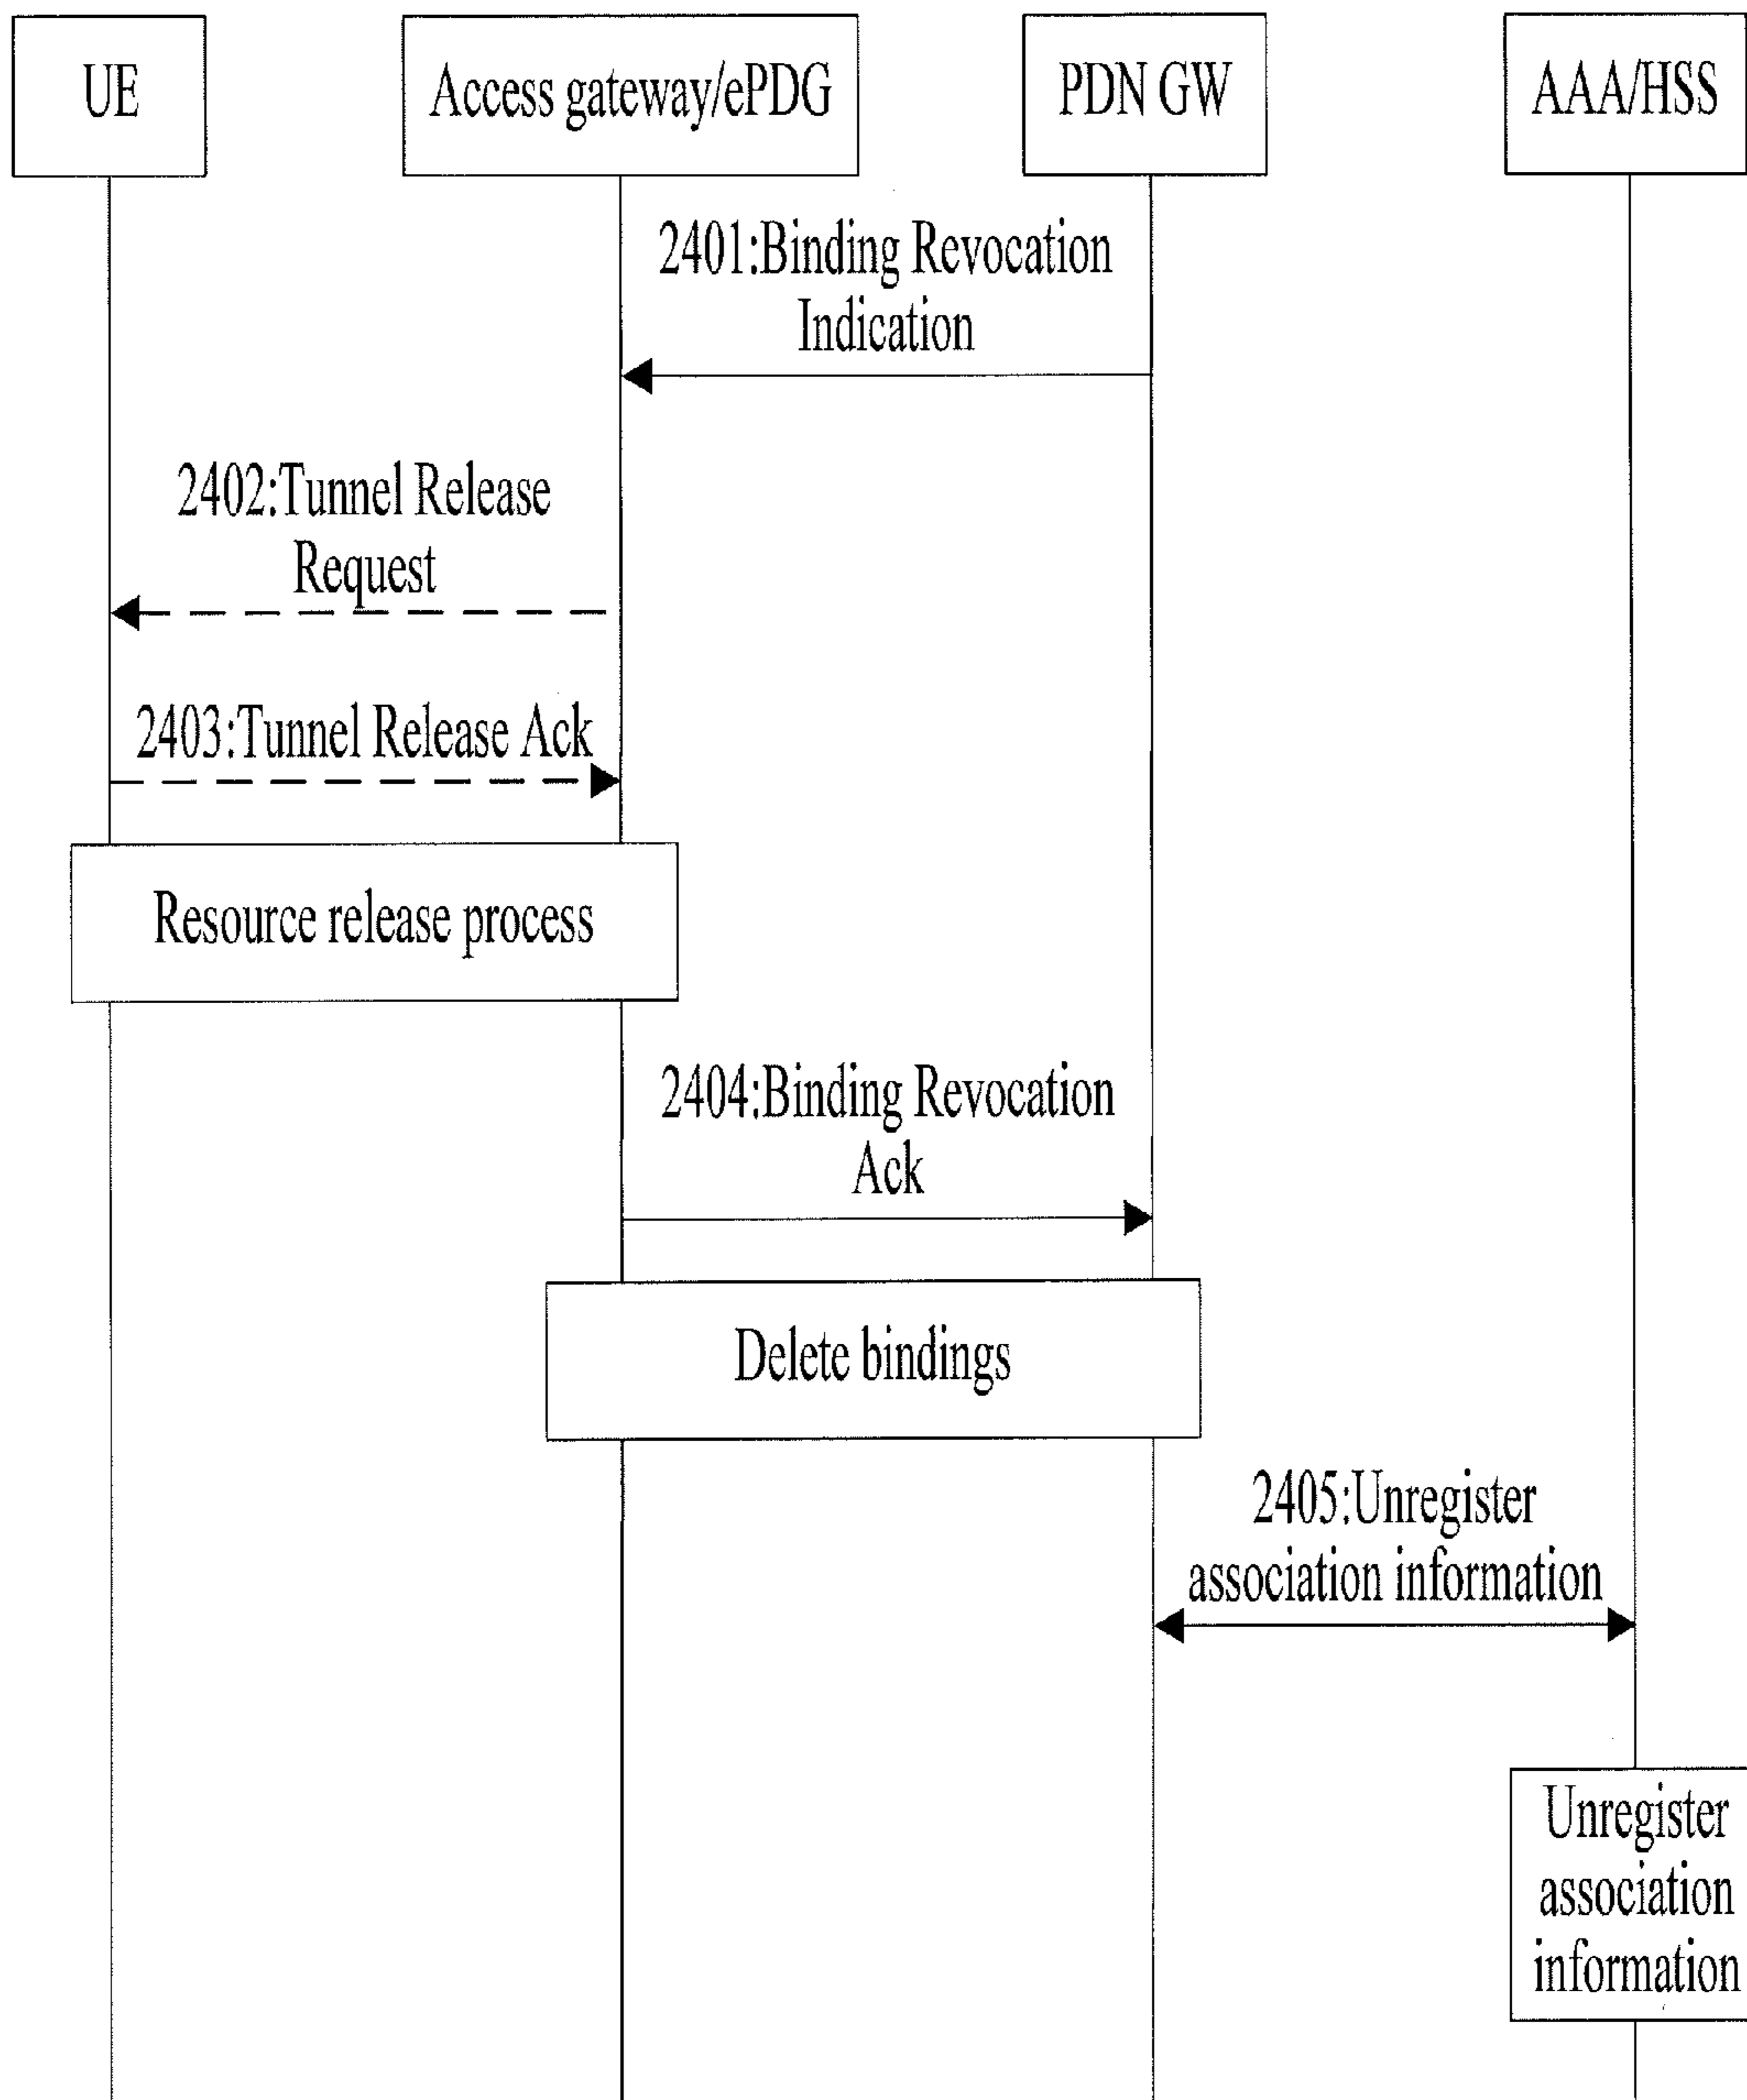 UE
Access gateway/ePDG
PDN GW
AAA/HSS
2401:Binding Revocation
Indication
2402:Tunnel Release
Request
2403:Tunnel Release Ack
Resource release process
2404:Binding Revocation
Ack
Delete bindings
2405:Unregister
association information
Unregister
association
information